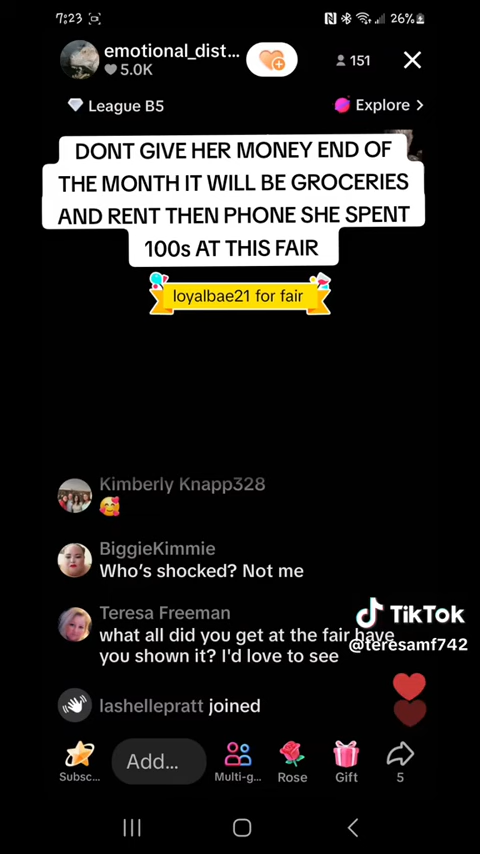 7:23
26%
emotional_dist...
5.0K
151
League B5
Explore >
DONT GIVE HER MONEY END OF
THE MONTH IT WILL BE GROCERIES
AND RENT THEN PHONE SHE SPENT
100s AT THIS FAIR
loyalbae21 for fair
Kimberly Knapp328
BiggieKimmie
Who's shocked? Not me
Teresa Freeman
what all did you get at the fair have
you shown it? I'd love to see
TikTok
@teresamf742
lashellepratt joined
Add...
Subsc...
Multi-g...
Rose
Gift
5